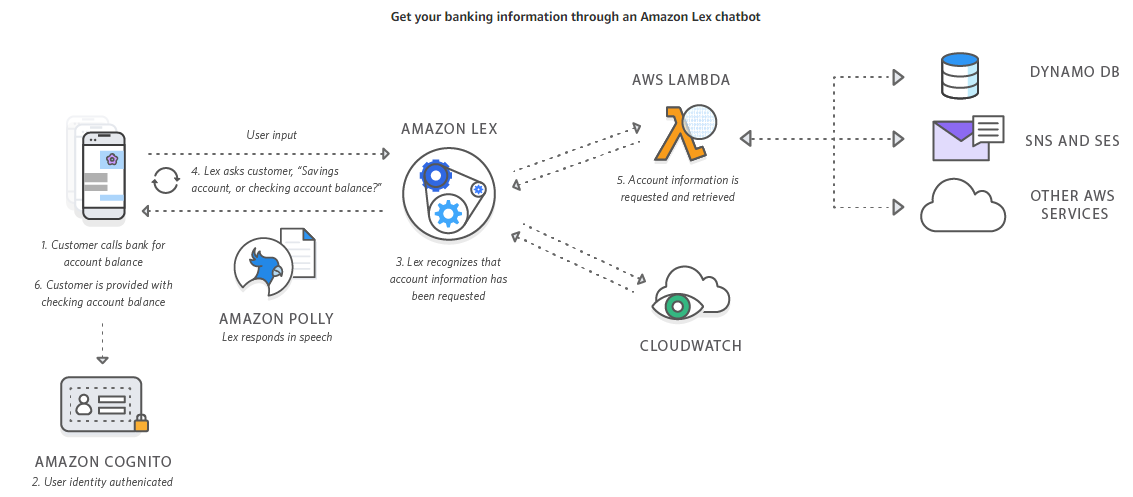 Get your banking information through an Amazon Lex chatbot
User input
4. Lex asks customer, “Savings
account, or checking account balance?”
1. Customer calls bank for
account balance
6. Customer is provided with
checking account balance
AMAZON COGNITO
2. User identity authenicated
AMAZON POLLY
Lex responds in speech
AMAZON LEX
3. Lex recognizes that
account information has
been requested
AWS LAMBDA
5. Account information is
requested and retrieved
CLOUDWATCH
DYNAMO DB
SNS AND SES
OTHER AWS
SERVICES